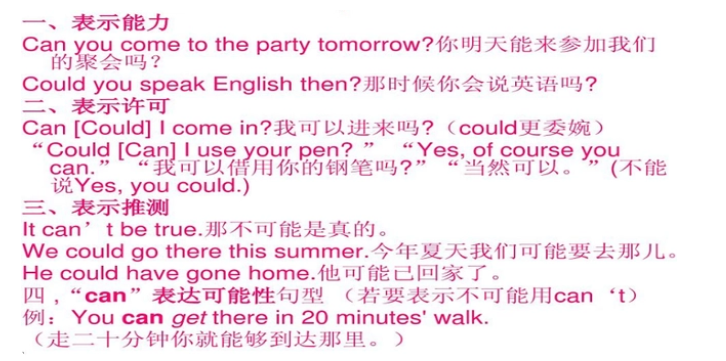 一、表示能力
Can you come to the party tomorrow?你明天能来参加我们
的聚会吗？
Could you speak English then?那时候你会说英语吗?
二、表示许可
Can [Could] I come in?我可以进来吗?（could更委婉）
“Could [Can] I use your pen? ” “Yes, of course you
can.” “我可以借用你的钢笔吗?” “当然可以。” (不能
说Yes, you could.)
三、表示推测
It can’t be true.那不可能是真的。
We could go there this summer.今年夏天我们可能要去那儿。
He could have gone home.他可能已回家了。
四,“can”表达可能性句型 （若要表示不可能用can‘t）
例：You can get there in 20 minutes' walk.
（走二十分钟你就能够到达那里。）